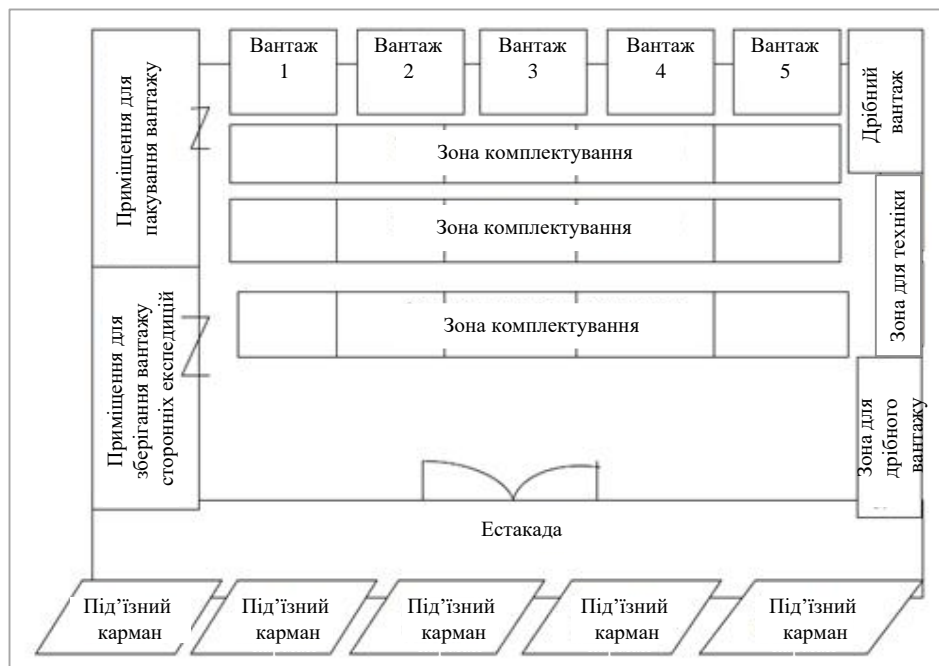 Вантаж
1
Вантаж
2
Вантаж
3
Вантаж
4
Вантаж
5
Дрібний
вантаж
Приміщення для
пакування вантажу
Зона комплектування
Зона комплектування
Зона для техніки
Приміщення для
зберігання вантажу
сторонніх експедицій
Зона комплектування
Зона для
дрібного
вантажу
Естакада
Під’їзний
карман
Під’їзний
карман
Під’їзний
карман
Під’їзний
карман
Під’їзний
карман